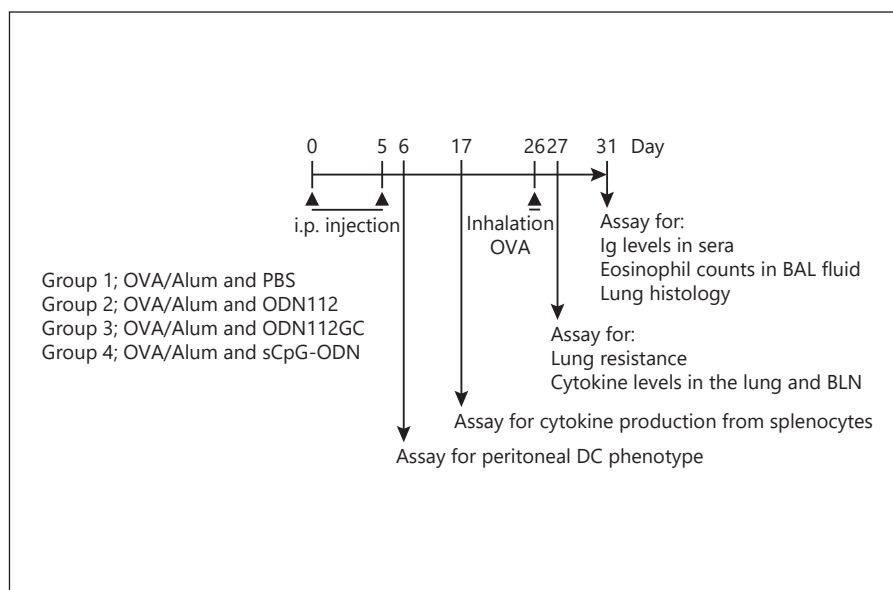 0 5 6 17 26 27 31 Day
i.p. injection
Inhalation
OVA
Assay for:
Ig levels in sera
Eosinophil counts in BAL fluid
Lung histology
Group 1; OVA/Alum and PBS
Group 2; OVA/Alum and ODN112
Group 3; OVA/Alum and ODN112GC
Group 4; OVA/Alum and sCpG-ODN
Assay for:
Lung resistance
Cytokine levels in the lung and BLN
Assay for cytokine production from splenocytes
Assay for peritoneal DC phenotype